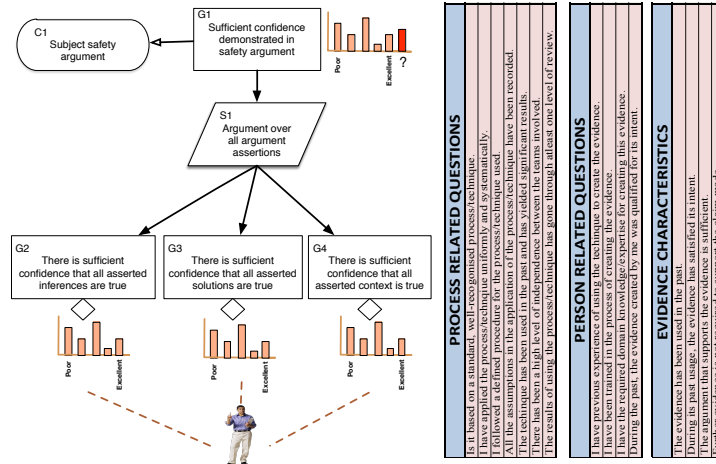 C1
Subject safety
argument
G1
Sufficient confidence
demonstrated in
safety argument
Poor
Excellent
?
S1
Argument over
all argument
assertions
G2
There is sufficient
confidence that all asserted
inferences are true
G3
There is sufficient
confidence that all asserted
solutions are true
G4
There is sufficient
confidence that all
asserted context is true
Poor
Excellent
Poor
Excellent
Poor
Excellent
PROCESS RELATED QUESTIONS
Is it based on a standard, well-recognised process/technique.
I have applied the process/techniqiue uniformly and systematically.
I followed a defined procedure for the process/technique used.
All the assumptions in the application of the process/technique have been recorded.
The techinque has been used in the past and has yielded significant results.
There has been a high level of independence between the teams involved.
The results of using the process/technique has gone through atleast one level of review.
PERSON RELATED QUESTIONS
I have previous experience of using the technique to create the evidence.
I have been trained in the process of creating the evidence.
I have the required domain knowledge/expertise for creating this evidence.
During the past, the evidence created by me was qualified for its intent.
EVIDENCE CHARACTERISTICS
The evidence has been used in the past.
During its past usage, the evidence has satisfied its intent.
The argument that supports the evidence is sufficient.